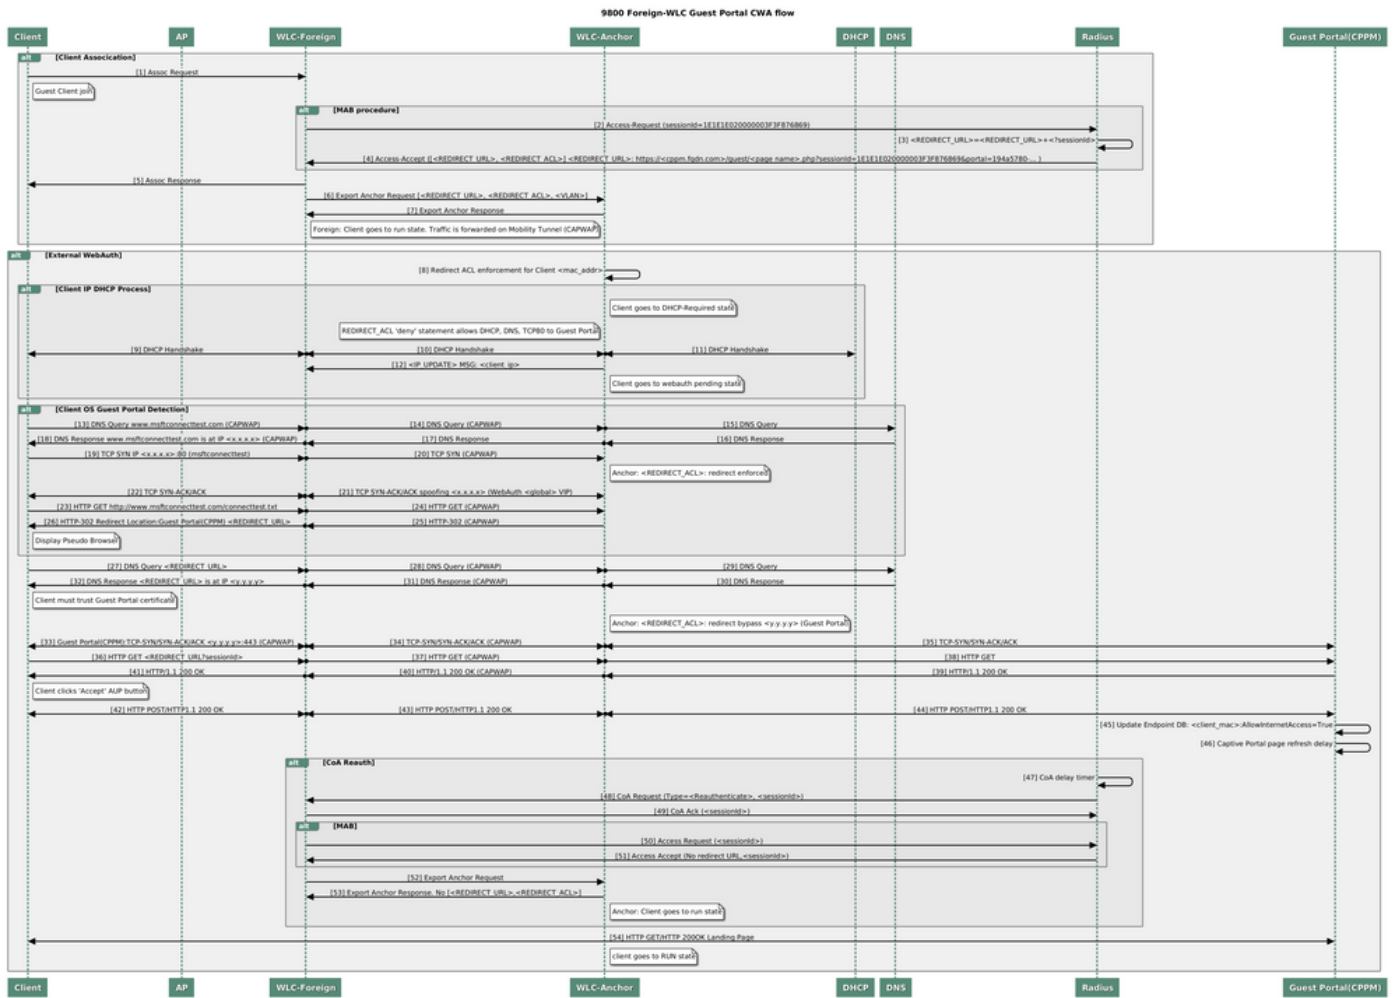 9800 Foreign-WLC Guest Portal CWA flow
Client AP WLC-Foreign WLC-Anchor DHCP DNS Radius Guest Portal(CPPM)
alt [Client Assocication]
[1] Assoc Request
Guest Client join
alt [MAB procedure]
[2] Access-Request (sessionId=1E1E1E020000003F3F876869)
[3] <REDIRECT_URL>=<REDIRECT_URL>+<?sessionId>
[4] Access-Accept ([<REDIRECT_URL>, <REDIRECT_ACL>] <REDIRECT_URL>: https://<cppm.fqdn.com>/guest/<page name>.php?sessionId=1E1E1E020000003F3F876869&portal=194a5780-... )
[5] Assoc Response
[6] Export Anchor Request [<REDIRECT_URL>, <REDIRECT_ACL>, <VLAN>]
[7] Export Anchor Response
Foreign: Client goes to run state. Traffic is forwarded on Mobility Tunnel (CAPWAP)
alt [External WebAuth]
[8] Redirect ACL enforcement for Client <mac_addr>
alt [Client IP DHCP Process]
Client goes to DHCP-Required state
REDIRECT_ACL 'deny' statement allows DHCP, DNS, TCP80 to Guest Portal
[9] DHCP Handshake [10] DHCP Handshake [11] DHCP Handshake
[12] <IP_UPDATE> MSG: <client_ip>
Client goes to webauth pending state
alt [Client OS Guest Portal Detection]
[13] DNS Query www.msftconnecttest.com (CAPWAP) [14] DNS Query (CAPWAP) [15] DNS Query
[18] DNS Response www.msftconnecttest.com is at IP <x.x.x.x> (CAPWAP) [17] DNS Response [16] DNS Response
[19] TCP SYN IP <x.x.x.x>:80 (msftconnecttest) [20] TCP SYN (CAPWAP)
Anchor: <REDIRECT_ACL>: redirect enforced
[22] TCP SYN-ACK/ACK [21] TCP SYN-ACK/ACK spoofing <x.x.x.x> (WebAuth <global> VIP)
[23] HTTP GET http://www.msftconnecttest.com/connecttest.txt [24] HTTP GET (CAPWAP)
[26] HTTP-302 Redirect Location:Guest Portal(CPPM) <REDIRECT_URL> [25] HTTP-302 (CAPWAP)
Display Pseudo Browser
[27] DNS Query <REDIRECT_URL> [28] DNS Query (CAPWAP) [29] DNS Query
[32] DNS Response <REDIRECT_URL> is at IP <y.y.y.y> [31] DNS Response (CAPWAP) [30] DNS Response
Client must trust Guest Portal certificate
Anchor: <REDIRECT_ACL>: redirect bypass <y.y.y.y> (Guest Portal)
[33] Guest Portal(CPPM):TCP-SYN/SYN-ACK/ACK <y.y.y.y>:443 (CAPWAP) [34] TCP-SYN/SYN-ACK/ACK (CAPWAP) [35] TCP-SYN/SYN-ACK/ACK
[36] HTTP GET <REDIRECT_URL?sessionId> [37] HTTP GET (CAPWAP) [38] HTTP GET
[41] HTTP/1.1 200 OK [40] HTTP/1.1 200 OK (CAPWAP) [39] HTTP/1.1 200 OK
Client clicks 'Accept' AUP button
[42] HTTP POST/HTTP1.1 200 OK [43] HTTP POST/HTTP1.1 200 OK [44] HTTP POST/HTTP1.1 200 OK
[45] Update Endpoint DB: <client_mac>:AllowInternetAccess=True
[46] Captive Portal page refresh delay
alt [CoA Reauth]
[47] CoA delay timer
[48] CoA Request (Type=<Reauthenticate>, <sessionId>)
[49] CoA Ack (<sessionId>)
alt [MAB]
[50] Access Request (<sessionId>)
[51] Access Accept (No redirect URL,<sessionId>)
[52] Export Anchor Request
[53] Export Anchor Response. No [<REDIRECT_URL>,<REDIRECT_ACL>]
Anchor: Client goes to run state
[54] HTTP GET/HTTP 200OK Landing Page
client goes to RUN state
Client AP WLC-Foreign WLC-Anchor DHCP DNS Radius Guest Portal(CPPM)